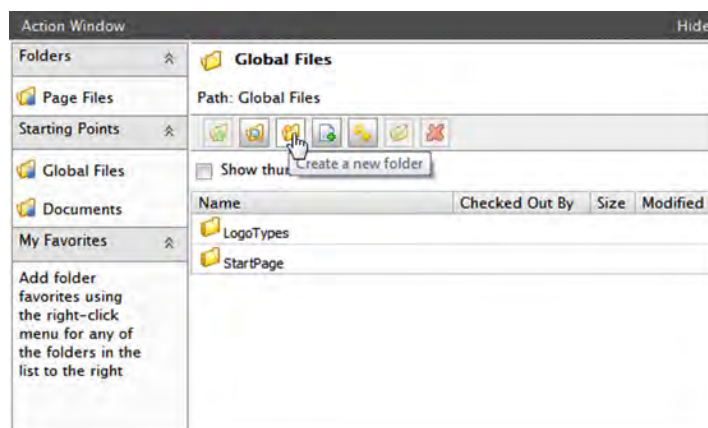 Action Window
Hide
Folders
Page Files
Starting Points
Global Files
Documents
My Favorites
Add folder
favorites using
the right-click
menu for any of
the folders in the
list to the right
Global Files
Path: Global Files
Create a new folder
Show
Name Checked Out By Size Modified
LogoTypes
StartPage